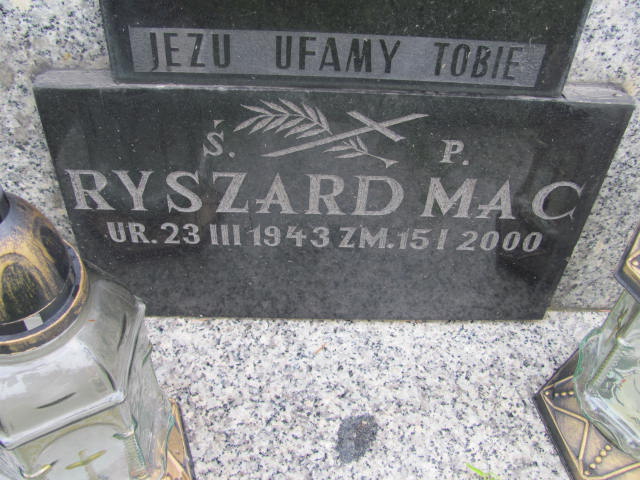 JEZU UFAMY TOBIE
Ś. P.
RYSZARD MAC
UR. 23 III 1943 ZM. 15 I 2000